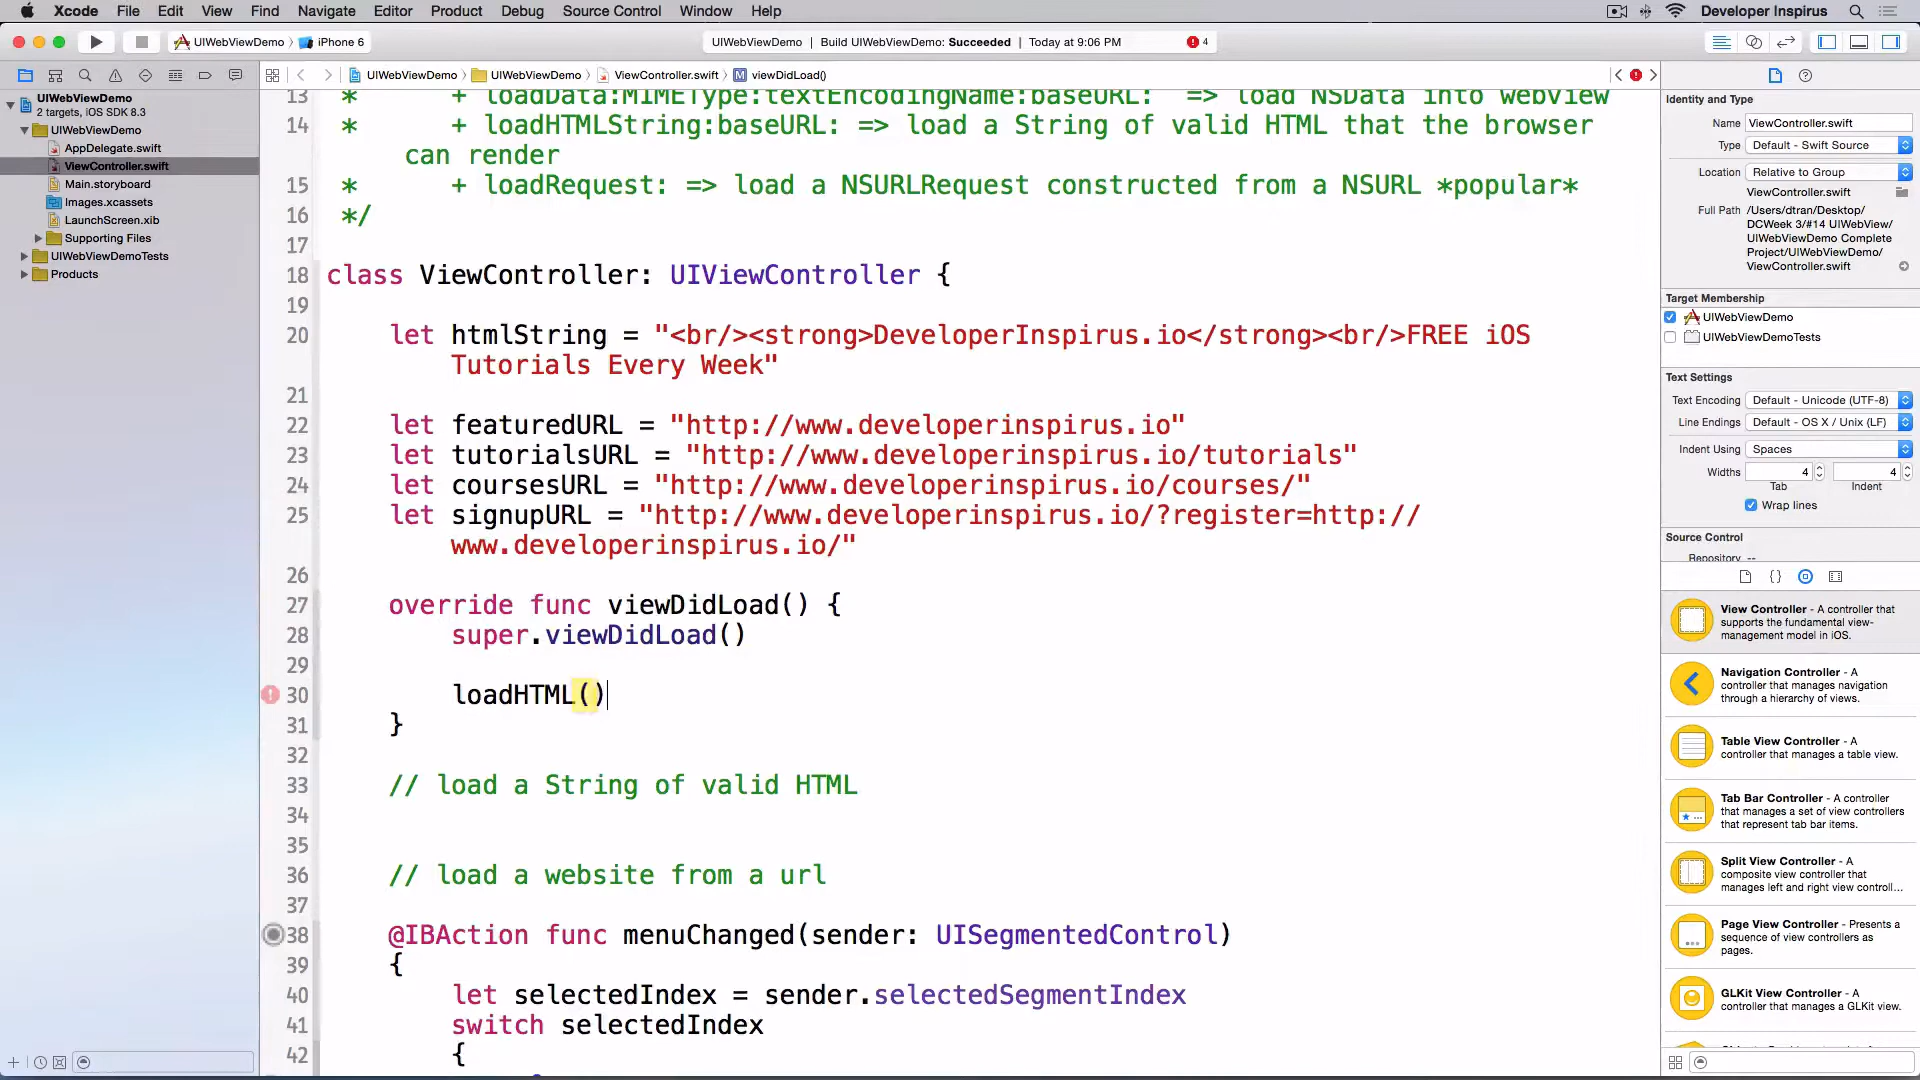 Xcode File Edit View Find Navigate Editor Product Debug Source Control Window Help Developer Inspirus
UIWebViewDemo iPhone 6 UIWebViewDemo | Build UIWebViewDemo: Succeeded | Today at 9:06 PM 4
UIWebViewDemo UIWebViewDemo ViewController.swift M viewDidLoad()
UIWebViewDemo
2 targets, iOS SDK 8.3
UIWebViewDemo
AppDelegate.swift
ViewController.swift
Main.storyboard
Images.xcassets
LaunchScreen.xib
Supporting Files
UIWebViewDemoTests
Products
13 * + loadData:MIMEType:textEncodingName:baseURL: => load NSData into webview
14 * + loadHTMLString:baseURL: => load a String of valid HTML that the browser
can render
15 * + loadRequest: => load a NSURLRequest constructed from a NSURL *popular*
16 */
17
18 class ViewController: UIViewController {
19
20 let htmlString = "<br/><strong>DeveloperInspirus.io</strong><br/>FREE iOS
Tutorials Every Week"
21
22 let featuredURL = "http://www.developerinspirus.io"
23 let tutorialsURL = "http://www.developerinspirus.io/tutorials"
24 let coursesURL = "http://www.developerinspirus.io/courses/"
25 let signupURL = "http://www.developerinspirus.io/?register=http://
www.developerinspirus.io/"
26
27 override func viewDidLoad() {
28 super.viewDidLoad()
29
30 loadHTML()
31 }
32
33 // load a String of valid HTML
34
35
36 // load a website from a url
37
38 @IBAction func menuChanged(sender: UISegmentedControl)
39 {
40 let selectedIndex = sender.selectedSegmentIndex
41 switch selectedIndex
42 {
Identity and Type
Name ViewController.swift
Type Default - Swift Source
Location Relative to Group
ViewController.swift
Full Path /Users/dtran/Desktop/
DCWeek 3/#14 UIWebView/
UIWebViewDemo Complete
Project/UIWebViewDemo/
ViewController.swift
Target Membership
UIWebViewDemo
UIWebViewDemoTests
Text Settings
Text Encoding Default - Unicode (UTF-8)
Line Endings Default - OS X / Unix (LF)
Indent Using Spaces
Widths 4 4
Tab Indent
Wrap lines
Source Control
Repository --
{}
View Controller - A controller that
supports the fundamental view-
management model in iOS.
Navigation Controller - A
controller that manages navigation
through a hierarchy of views.
Table View Controller - A
controller that manages a table view.
Tab Bar Controller - A controller
that manages a set of view controllers
that represent tab bar items.
Split View Controller - A
composite view controller that
manages left and right view controll...
Page View Controller - Presents a
sequence of view controllers as
pages.
GLKit View Controller - A
controller that manages a GLKit view.